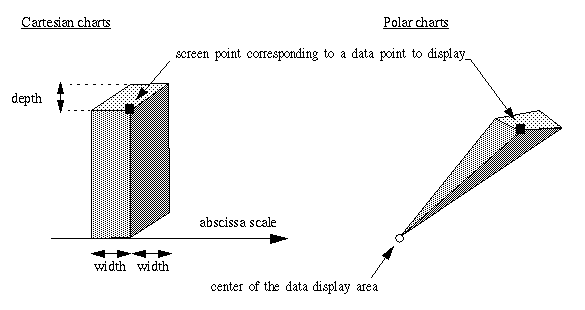 Cartesian charts
Polar charts
screen point corresponding to a data point to display
depth
abscissa scale
width
width
center of the data display area